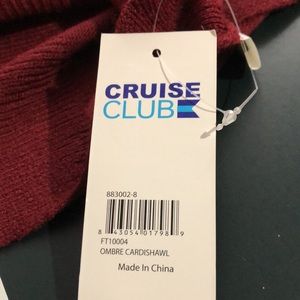 CRUISE
CLUB
883002-8
8 43054 01798 9
FT10004
OMBRE CARDISHAWL
Made In China